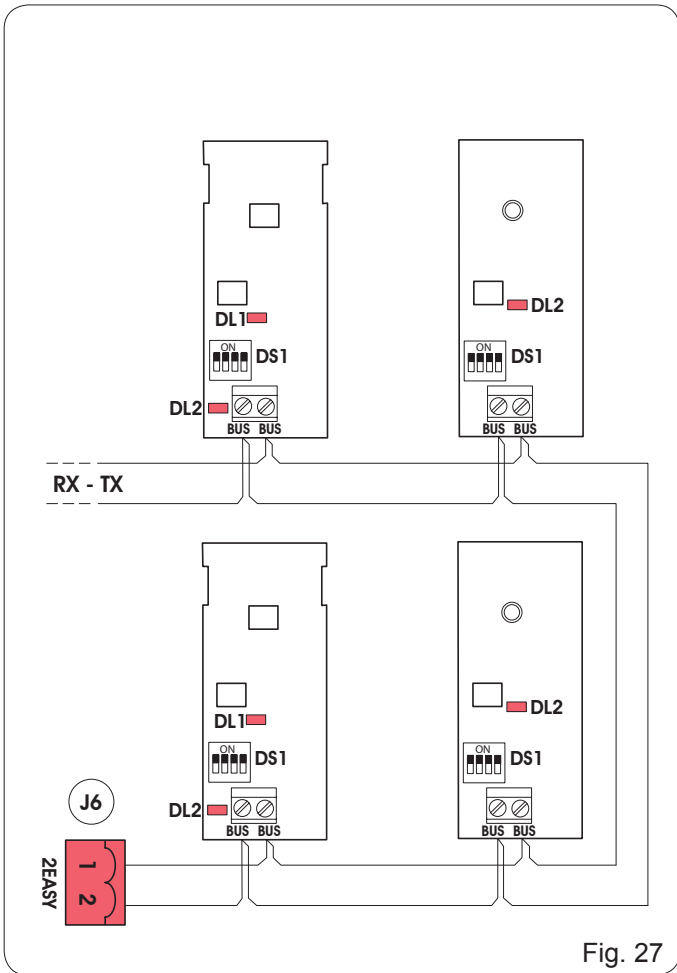 DL1
DL2
ON
DS1
ON
DS1
DL2
BUS BUS
BUS BUS
RX - TX
DL1
DL2
ON
DS1
ON
DS1
J6
DL2
BUS BUS
BUS BUS
1
2
2EASY
Fig. 27